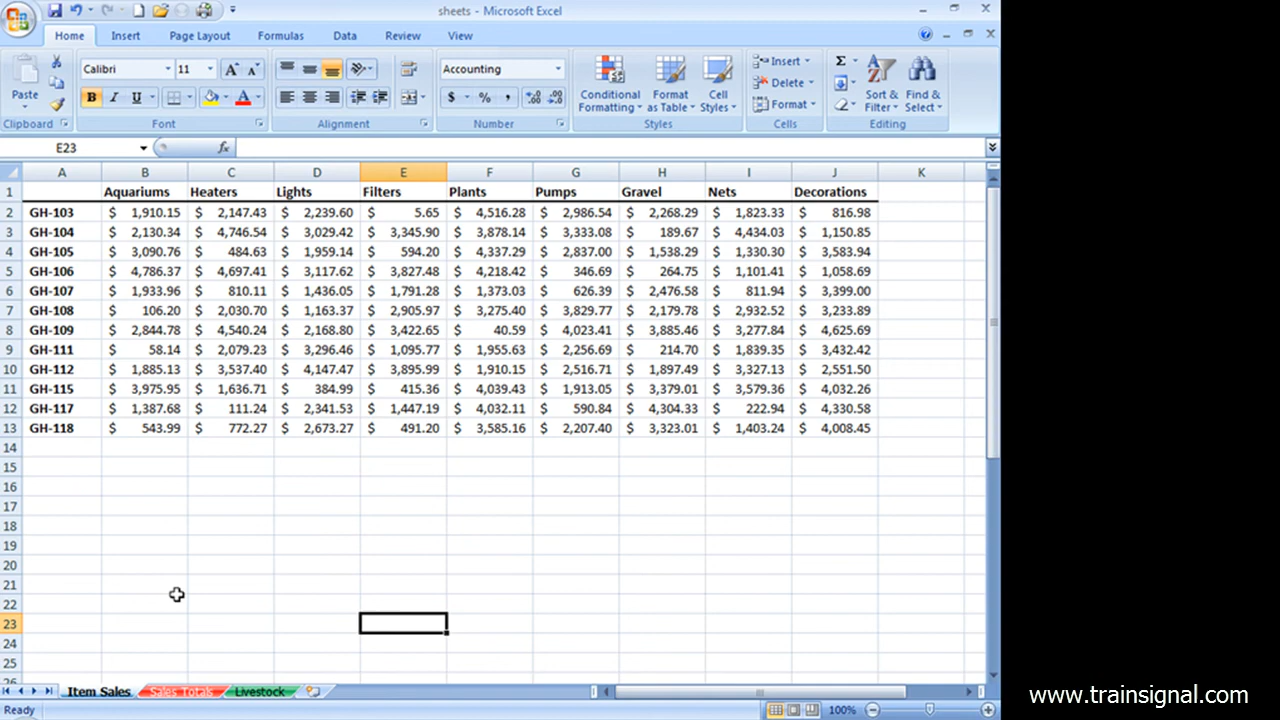 sheets - Microsoft Excel
Home Insert Page Layout Formulas Data Review View
Calibri 11 Accounting
Paste
B I U A $ % ,
Conditional Formatting
Format as Table
Cell Styles
Insert
Delete
Format
Σ
Sort & Filter
Find & Select
Clipboard Font Alignment Number Styles Cells Editing
E23 fx
A B C D E F G H I J K
1 Aquariums Heaters Lights Filters Plants Pumps Gravel Nets Decorations
2 GH-103 $ 1,910.15 $ 2,147.43 $ 2,239.60 $ 5.65 $ 4,516.28 $ 2,986.54 $ 2,268.29 $ 1,823.33 $ 816.98
3 GH-104 $ 2,130.34 $ 4,746.54 $ 3,029.42 $ 3,345.90 $ 3,878.14 $ 3,333.08 $ 189.67 $ 4,434.03 $ 1,150.85
4 GH-105 $ 3,090.76 $ 484.63 $ 1,959.14 $ 594.20 $ 4,337.29 $ 2,837.00 $ 1,538.29 $ 1,330.30 $ 3,583.94
5 GH-106 $ 4,786.37 $ 4,697.41 $ 3,117.62 $ 3,827.48 $ 4,218.42 $ 346.69 $ 264.75 $ 1,101.41 $ 1,058.69
6 GH-107 $ 1,933.96 $ 810.11 $ 1,436.05 $ 1,791.28 $ 1,373.03 $ 626.39 $ 2,476.58 $ 811.94 $ 3,399.00
7 GH-108 $ 106.20 $ 2,030.70 $ 1,163.37 $ 2,905.97 $ 3,275.40 $ 3,829.77 $ 2,179.78 $ 2,932.52 $ 3,233.89
8 GH-109 $ 2,844.78 $ 4,540.24 $ 2,168.80 $ 3,422.65 $ 40.59 $ 4,023.41 $ 3,885.46 $ 3,277.84 $ 4,625.69
9 GH-111 $ 58.14 $ 2,079.23 $ 3,296.46 $ 1,095.77 $ 1,955.63 $ 2,256.69 $ 214.70 $ 1,839.35 $ 3,432.42
10 GH-112 $ 1,885.13 $ 3,537.40 $ 4,147.47 $ 3,895.99 $ 1,910.15 $ 2,516.71 $ 1,897.49 $ 3,327.13 $ 2,551.50
11 GH-115 $ 3,975.95 $ 1,636.71 $ 384.99 $ 415.36 $ 4,039.43 $ 1,913.05 $ 3,379.01 $ 3,579.36 $ 4,032.26
12 GH-117 $ 1,387.68 $ 111.24 $ 2,341.53 $ 1,447.19 $ 4,032.11 $ 590.84 $ 4,304.33 $ 222.94 $ 4,330.58
13 GH-118 $ 543.99 $ 772.27 $ 2,673.27 $ 491.20 $ 3,585.16 $ 2,207.40 $ 3,323.01 $ 1,403.24 $ 4,008.45
14
15
16
17
18
19
20
21
22
23
24
25
26
Item Sales Sales Totals Livestock
Ready 100%
www.trainsignal.com